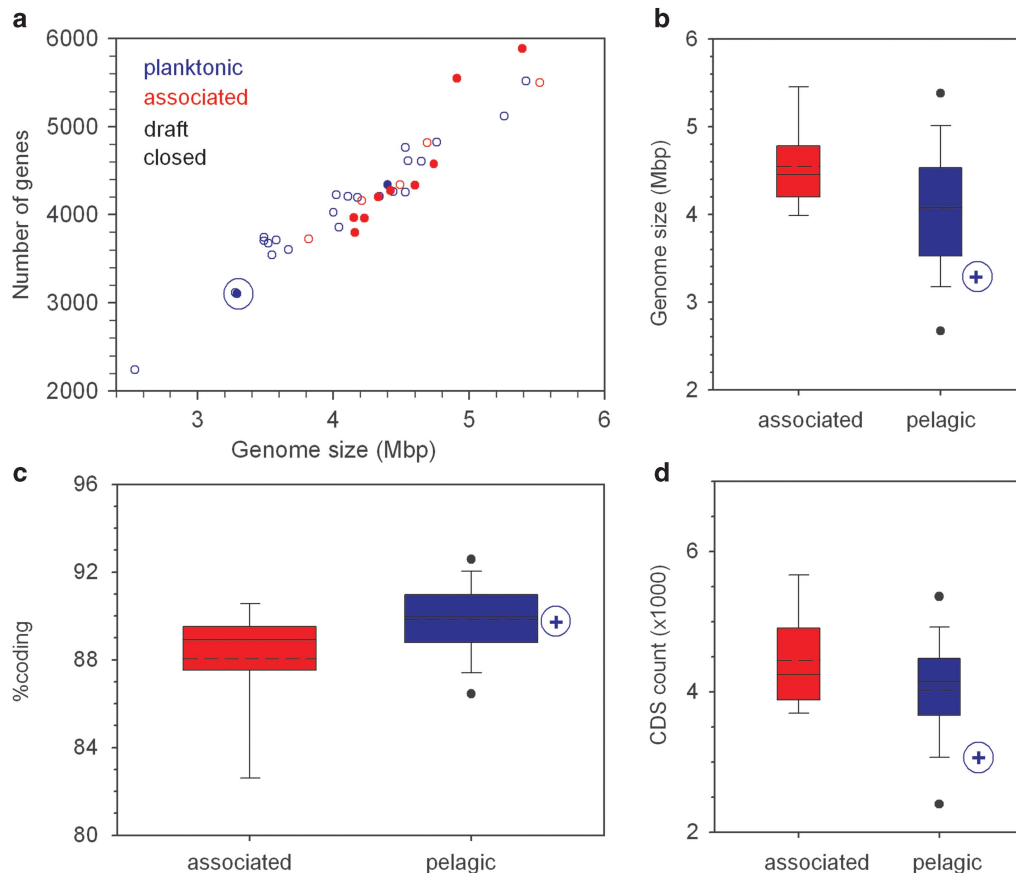 a
6000
5000
4000
3000
2000
Number of genes
planktonic
associated
draft
closed
3
4
5
6
Genome size (Mbp)
b
6
5
4
3
2
Genome size (Mbp)
associated
pelagic
c
96
92
88
84
80
%coding
associated
pelagic
d
6
4
2
CDS count (x1000)
associated
pelagic